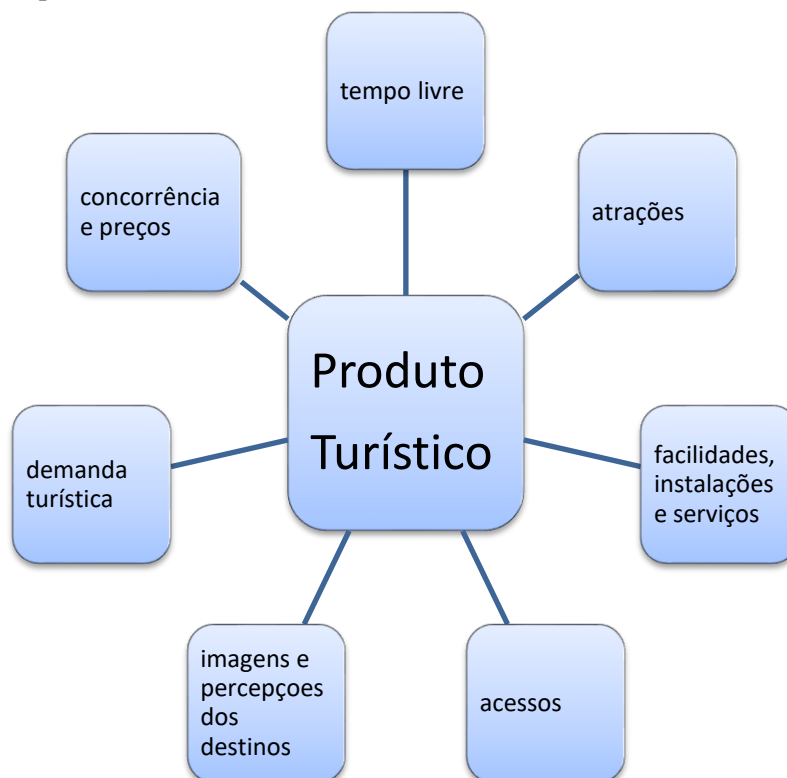 tempo livre
concorrência
e preços
atrações
Produto
Turístico
demanda
turística
facilidades,
instalações
e serviços
imagens e
percepçoes
dos
destinos
acessos